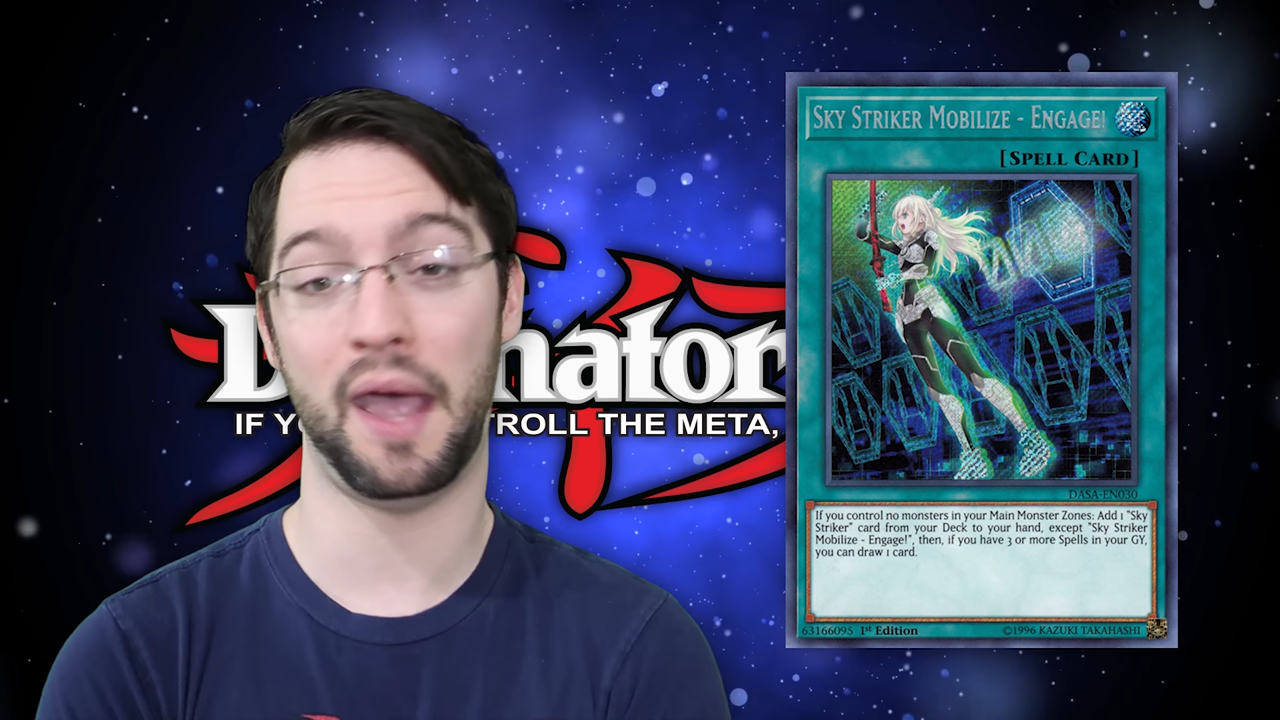 nator
IF YO TROLL THE META,
SKY STRIKER MOBILIZE - ENGAGE!
[SPELL CARD]
DASA-EN030
If you control no monsters in your Main Monster Zones: Add 1 "Sky
Striker" card from your Deck to your hand, except "Sky Striker
Mobilize - Engage!", then, if you have 3 or more Spells in your GY,
you can draw 1 card.
63166095 1st Edition ©1996 KAZUKI TAKAHASHI